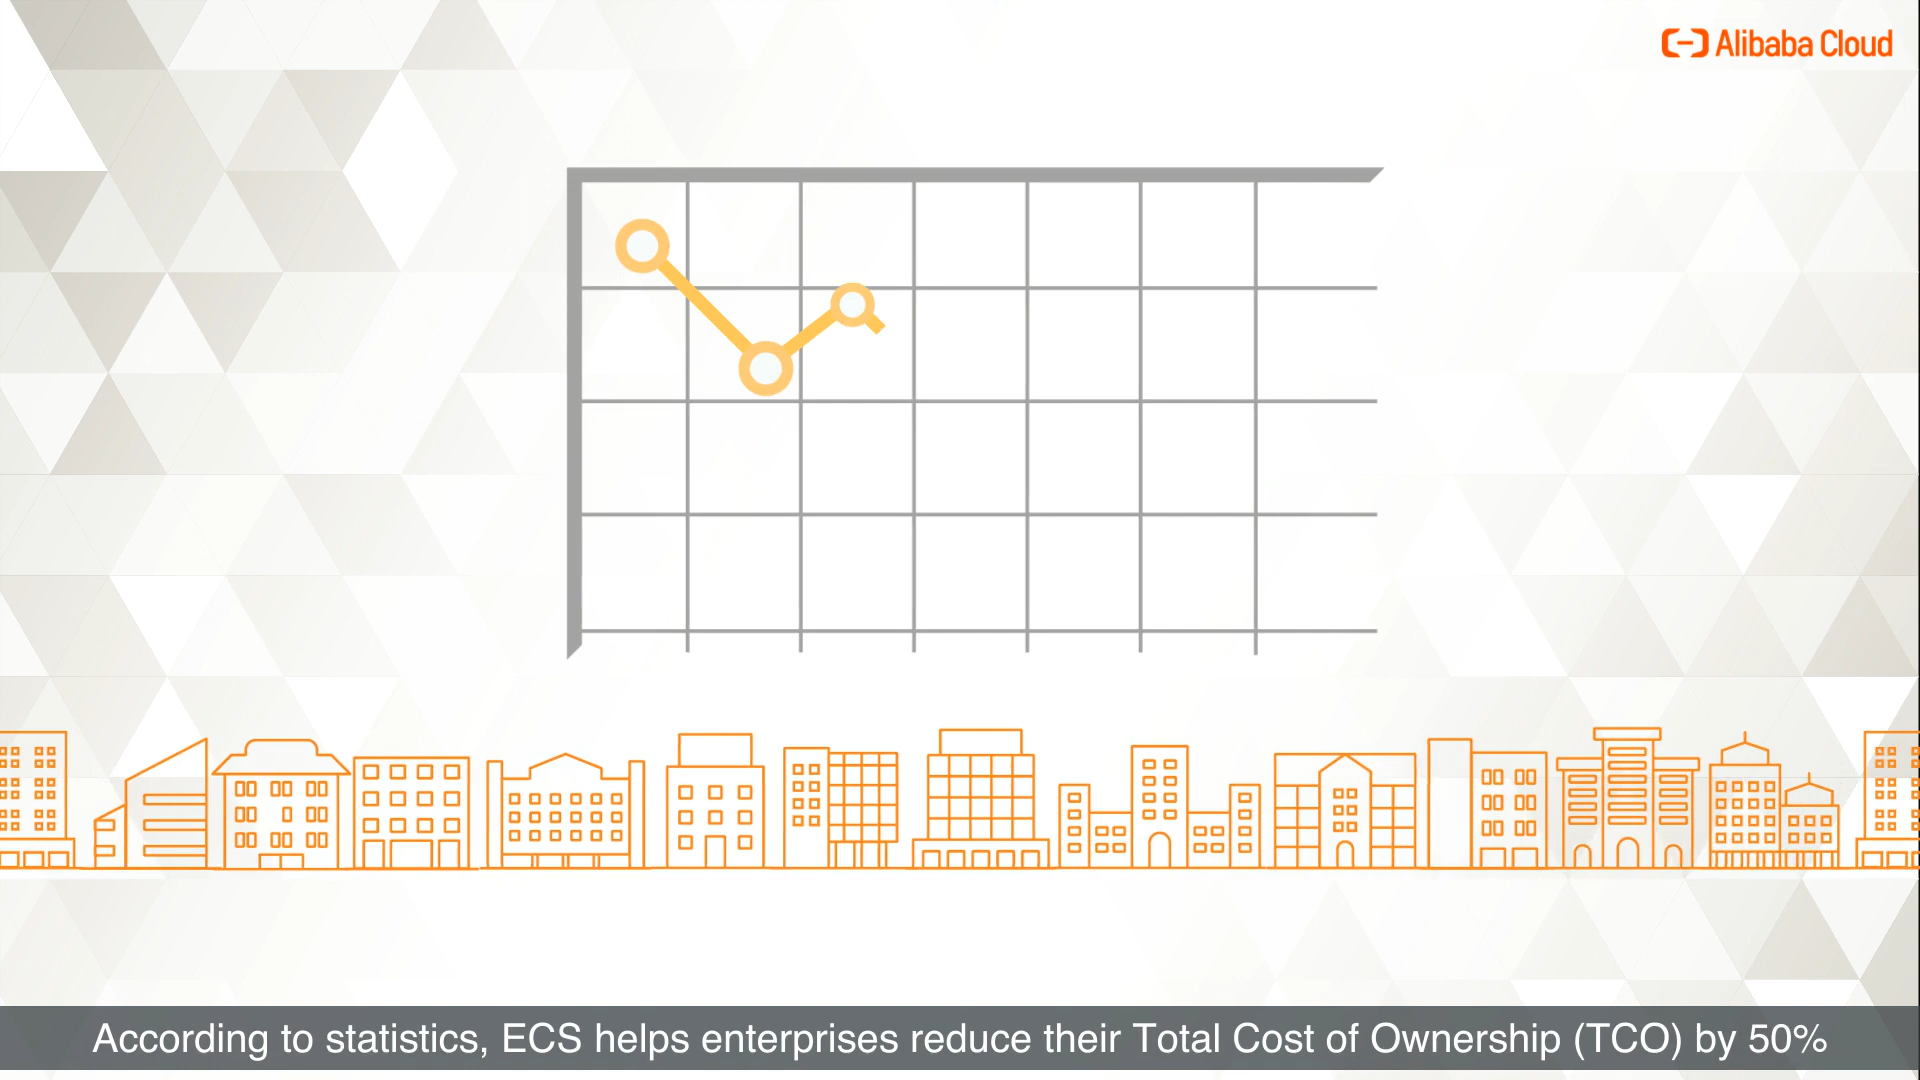 Alibaba Cloud
According to statistics, ECS helps enterprises reduce their Total Cost of Ownership (TCO) by 50%